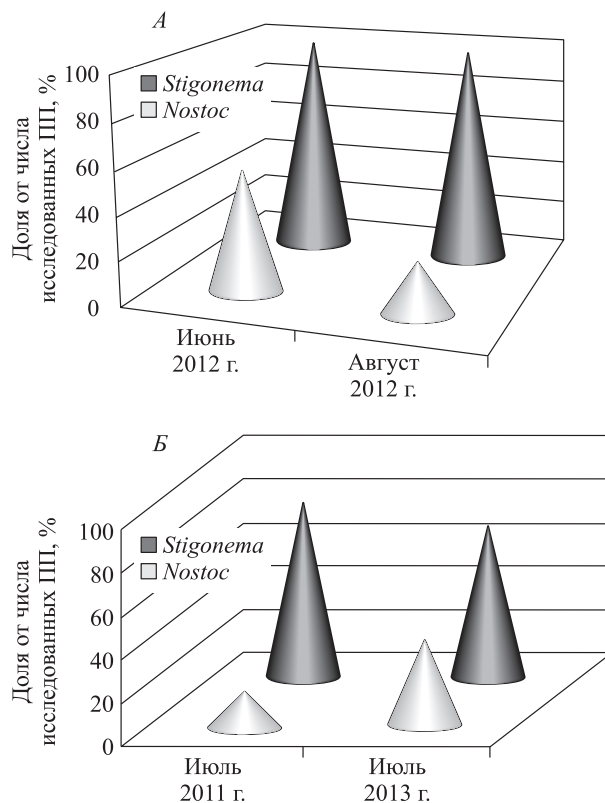 А
Доля от числа
исследованных ПП, %
100
80
60
40
20
0
Stigonema
Nostoc
Июнь
2012 г.
Август
2012 г.
Б
Доля от числа
исследованных ПП, %
100
80
60
40
20
0
Stigonema
Nostoc
Июль
2011 г.
Июль
2013 г.